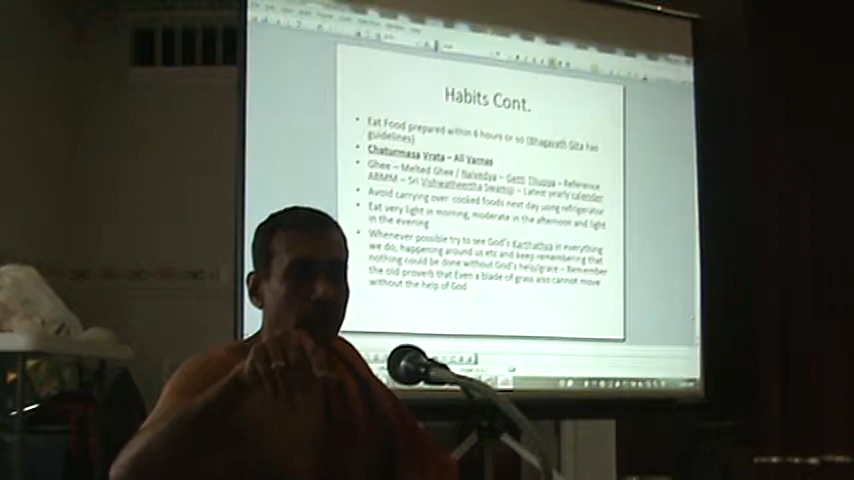 Habits Cont.
• Eat Food prepared within 6 hours or so (Bhagavath Gita has
guidelines)
• Chaturmasa Vrata – All Varnas
• Ghee – Melted Ghee / Naivedya – Getti Thuppa – Reference
ABMM – Sri Vishwatheertha Swamiji – Latest yearly calender
• Avoid carrying over cooked foods next day using refrigerator
• Eat very light in morning, moderate in the afternoon and light
in the evening
• Whenever possible try to see God's Karthathva in everything
we do, happening around us etc and keep remembering that
nothing could be done without God's help/grace – Remember
the old proverb that Even a blade of grass also cannot move
without the help of God